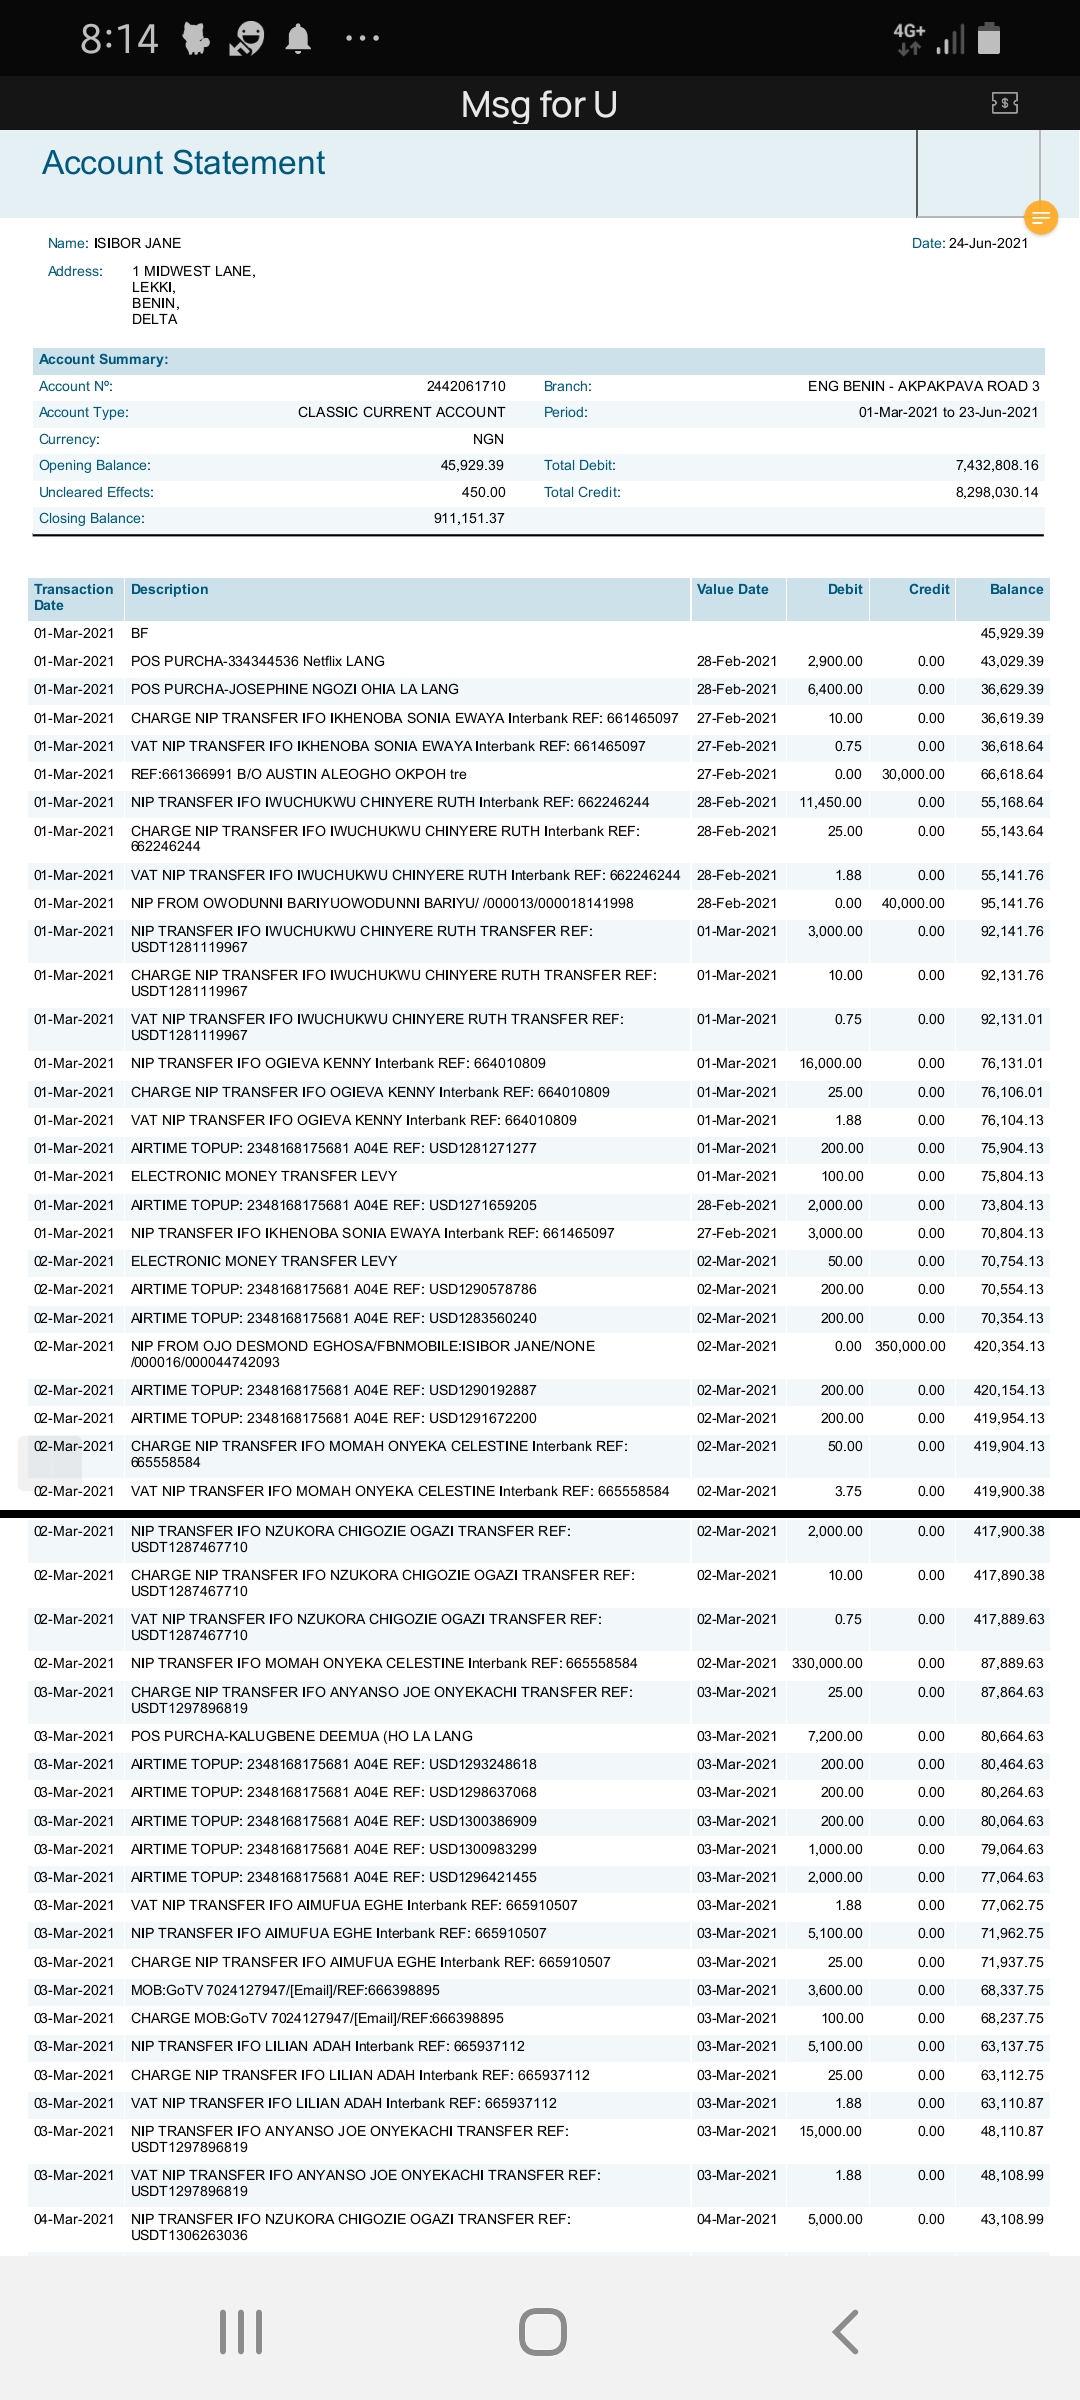 8:14
4G+
Msg for U
Account Statement
Name: ISIBOR JANE Date: 24-Jun-2021
Address: 1 MIDWEST LANE,
LEKKI,
BENIN,
DELTA
Account Summary:
Account Nº: 2442061710 Branch: ENG BENIN - AKPAKPAVA ROAD 3
Account Type: CLASSIC CURRENT ACCOUNT Period: 01-Mar-2021 to 23-Jun-2021
Currency: NGN
Opening Balance: 45,929.39 Total Debit: 7,432,808.16
Uncleared Effects: 450.00 Total Credit: 8,298,030.14
Closing Balance: 911,151.37
Transaction Description Value Date Debit Credit Balance
Date
01-Mar-2021 BF 45,929.39
01-Mar-2021 POS PURCHA-334344536 Netflix LANG 28-Feb-2021 2,900.00 0.00 43,029.39
01-Mar-2021 POS PURCHA-JOSEPHINE NGOZI OHIA LA LANG 28-Feb-2021 6,400.00 0.00 36,629.39
01-Mar-2021 CHARGE NIP TRANSFER IFO IKHENOBA SONIA EWAYA Interbank REF: 661465097 27-Feb-2021 10.00 0.00 36,619.39
01-Mar-2021 VAT NIP TRANSFER IFO IKHENOBA SONIA EWAYA Interbank REF: 661465097 27-Feb-2021 0.75 0.00 36,618.64
01-Mar-2021 REF:661366991 B/O AUSTIN ALEOGHO OKPOH tre 27-Feb-2021 0.00 30,000.00 66,618.64
01-Mar-2021 NIP TRANSFER IFO IWUCHUKWU CHINYERE RUTH Interbank REF: 662246244 28-Feb-2021 11,450.00 0.00 55,168.64
01-Mar-2021 CHARGE NIP TRANSFER IFO IWUCHUKWU CHINYERE RUTH Interbank REF: 28-Feb-2021 25.00 0.00 55,143.64
662246244
01-Mar-2021 VAT NIP TRANSFER IFO IWUCHUKWU CHINYERE RUTH Interbank REF: 662246244 28-Feb-2021 1.88 0.00 55,141.76
01-Mar-2021 NIP FROM OWODUNNI BARIYUOWODUNNI BARIYU/ /000013/000018141998 28-Feb-2021 0.00 40,000.00 95,141.76
01-Mar-2021 NIP TRANSFER IFO IWUCHUKWU CHINYERE RUTH TRANSFER REF: 01-Mar-2021 3,000.00 0.00 92,141.76
USDT1281119967
01-Mar-2021 CHARGE NIP TRANSFER IFO IWUCHUKWU CHINYERE RUTH TRANSFER REF: 01-Mar-2021 10.00 0.00 92,131.76
USDT1281119967
01-Mar-2021 VAT NIP TRANSFER IFO IWUCHUKWU CHINYERE RUTH TRANSFER REF: 01-Mar-2021 0.75 0.00 92,131.01
USDT1281119967
01-Mar-2021 NIP TRANSFER IFO OGIEVA KENNY Interbank REF: 664010809 01-Mar-2021 16,000.00 0.00 76,131.01
01-Mar-2021 CHARGE NIP TRANSFER IFO OGIEVA KENNY Interbank REF: 664010809 01-Mar-2021 25.00 0.00 76,106.01
01-Mar-2021 VAT NIP TRANSFER IFO OGIEVA KENNY Interbank REF: 664010809 01-Mar-2021 1.88 0.00 76,104.13
01-Mar-2021 AIRTIME TOPUP: 2348168175681 A04E REF: USD1281271277 01-Mar-2021 200.00 0.00 75,904.13
01-Mar-2021 ELECTRONIC MONEY TRANSFER LEVY 01-Mar-2021 100.00 0.00 75,804.13
01-Mar-2021 AIRTIME TOPUP: 2348168175681 A04E REF: USD1271659205 28-Feb-2021 2,000.00 0.00 73,804.13
01-Mar-2021 NIP TRANSFER IFO IKHENOBA SONIA EWAYA Interbank REF: 661465097 27-Feb-2021 3,000.00 0.00 70,804.13
02-Mar-2021 ELECTRONIC MONEY TRANSFER LEVY 02-Mar-2021 50.00 0.00 70,754.13
02-Mar-2021 AIRTIME TOPUP: 2348168175681 A04E REF: USD1290578786 02-Mar-2021 200.00 0.00 70,554.13
02-Mar-2021 AIRTIME TOPUP: 2348168175681 A04E REF: USD1283560240 02-Mar-2021 200.00 0.00 70,354.13
02-Mar-2021 NIP FROM OJO DESMOND EGHOSA/FBNMOBILE:ISIBOR JANE/NONE 02-Mar-2021 0.00 350,000.00 420,354.13
/000016/000044742093
02-Mar-2021 AIRTIME TOPUP: 2348168175681 A04E REF: USD1290192887 02-Mar-2021 200.00 0.00 420,154.13
02-Mar-2021 AIRTIME TOPUP: 2348168175681 A04E REF: USD1291672200 02-Mar-2021 200.00 0.00 419,954.13
02-Mar-2021 CHARGE NIP TRANSFER IFO MOMAH ONYEKA CELESTINE Interbank REF: 02-Mar-2021 50.00 0.00 419,904.13
665558584
02-Mar-2021 VAT NIP TRANSFER IFO MOMAH ONYEKA CELESTINE Interbank REF: 665558584 02-Mar-2021 3.75 0.00 419,900.38
02-Mar-2021 NIP TRANSFER IFO NZUKORA CHIGOZIE OGAZI TRANSFER REF: 02-Mar-2021 2,000.00 0.00 417,900.38
USDT1287467710
02-Mar-2021 CHARGE NIP TRANSFER IFO NZUKORA CHIGOZIE OGAZI TRANSFER REF: 02-Mar-2021 10.00 0.00 417,890.38
USDT1287467710
02-Mar-2021 VAT NIP TRANSFER IFO NZUKORA CHIGOZIE OGAZI TRANSFER REF: 02-Mar-2021 0.75 0.00 417,889.63
USDT1287467710
02-Mar-2021 NIP TRANSFER IFO MOMAH ONYEKA CELESTINE Interbank REF: 665558584 02-Mar-2021 330,000.00 0.00 87,889.63
03-Mar-2021 CHARGE NIP TRANSFER IFO ANYANSO JOE ONYEKACHI TRANSFER REF: 03-Mar-2021 25.00 0.00 87,864.63
USDT1297896819
03-Mar-2021 POS PURCHA-KALUGBENE DEEMUA (HO LA LANG 03-Mar-2021 7,200.00 0.00 80,664.63
03-Mar-2021 AIRTIME TOPUP: 2348168175681 A04E REF: USD1293248618 03-Mar-2021 200.00 0.00 80,464.63
03-Mar-2021 AIRTIME TOPUP: 2348168175681 A04E REF: USD1298637068 03-Mar-2021 200.00 0.00 80,264.63
03-Mar-2021 AIRTIME TOPUP: 2348168175681 A04E REF: USD1300386909 03-Mar-2021 200.00 0.00 80,064.63
03-Mar-2021 AIRTIME TOPUP: 2348168175681 A04E REF: USD1300983299 03-Mar-2021 1,000.00 0.00 79,064.63
03-Mar-2021 AIRTIME TOPUP: 2348168175681 A04E REF: USD1296421455 03-Mar-2021 2,000.00 0.00 77,064.63
03-Mar-2021 VAT NIP TRANSFER IFO AIMUFUA EGHE Interbank REF: 665910507 03-Mar-2021 1.88 0.00 77,062.75
03-Mar-2021 NIP TRANSFER IFO AIMUFUA EGHE Interbank REF: 665910507 03-Mar-2021 5,100.00 0.00 71,962.75
03-Mar-2021 CHARGE NIP TRANSFER IFO AIMUFUA EGHE Interbank REF: 665910507 03-Mar-2021 25.00 0.00 71,937.75
03-Mar-2021 MOB:GoTV 7024127947/[Email]/REF:666398895 03-Mar-2021 3,600.00 0.00 68,337.75
03-Mar-2021 CHARGE MOB:GoTV 7024127947/[Email]/REF:666398895 03-Mar-2021 100.00 0.00 68,237.75
03-Mar-2021 NIP TRANSFER IFO LILIAN ADAH Interbank REF: 665937112 03-Mar-2021 5,100.00 0.00 63,137.75
03-Mar-2021 CHARGE NIP TRANSFER IFO LILIAN ADAH Interbank REF: 665937112 03-Mar-2021 25.00 0.00 63,112.75
03-Mar-2021 VAT NIP TRANSFER IFO LILIAN ADAH Interbank REF: 665937112 03-Mar-2021 1.88 0.00 63,110.87
03-Mar-2021 NIP TRANSFER IFO ANYANSO JOE ONYEKACHI TRANSFER REF: 03-Mar-2021 15,000.00 0.00 48,110.87
USDT1297896819
03-Mar-2021 VAT NIP TRANSFER IFO ANYANSO JOE ONYEKACHI TRANSFER REF: 03-Mar-2021 1.88 0.00 48,108.99
USDT1297896819
04-Mar-2021 NIP TRANSFER IFO NZUKORA CHIGOZIE OGAZI TRANSFER REF: 04-Mar-2021 5,000.00 0.00 43,108.99
USDT1306263036